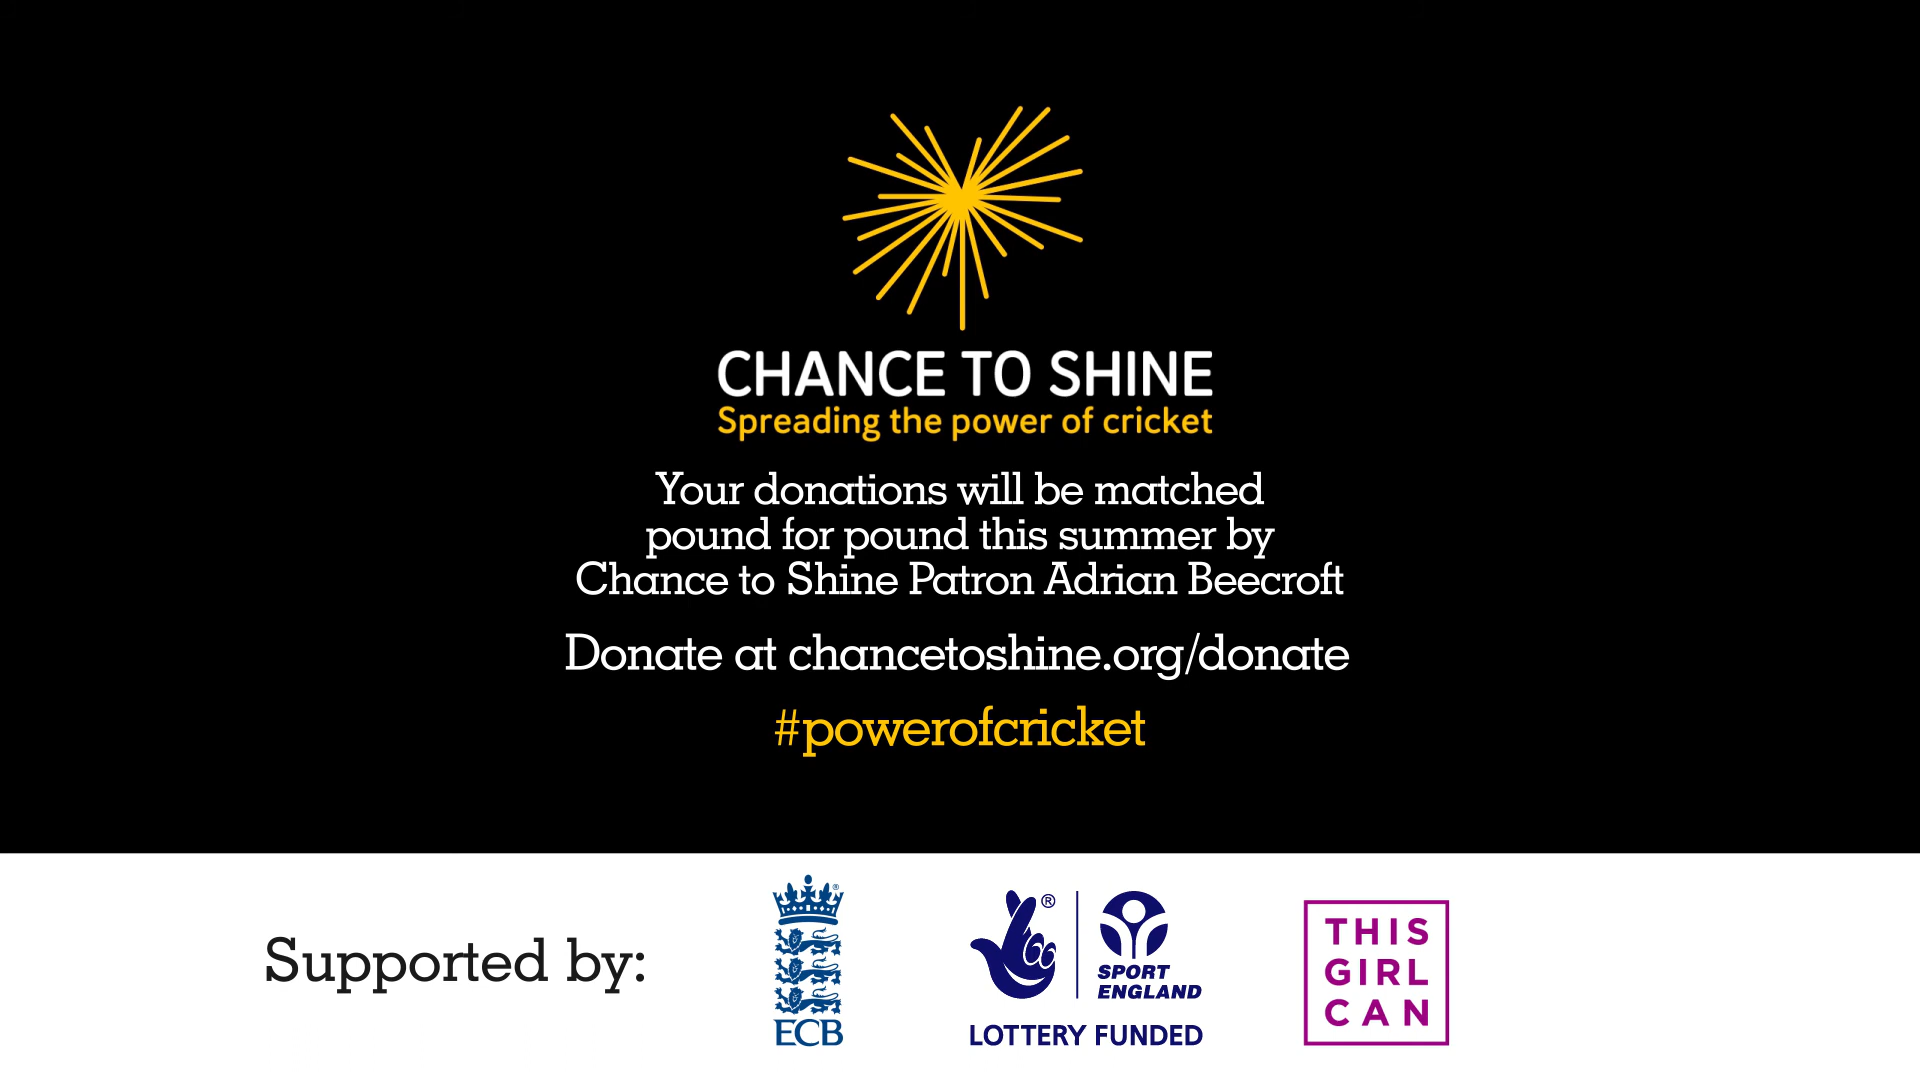 CHANCE TO SHINE
Spreading the power of cricket
Your donations will be matched
pound for pound this summer by
Chance to Shine Patron Adrian Beecroft
Donate at chancetoshine.org/donate
#powerofcricket
Supported by:
®
ECB
®
SPORT
ENGLAND
LOTTERY FUNDED
THIS
GIRL
CAN